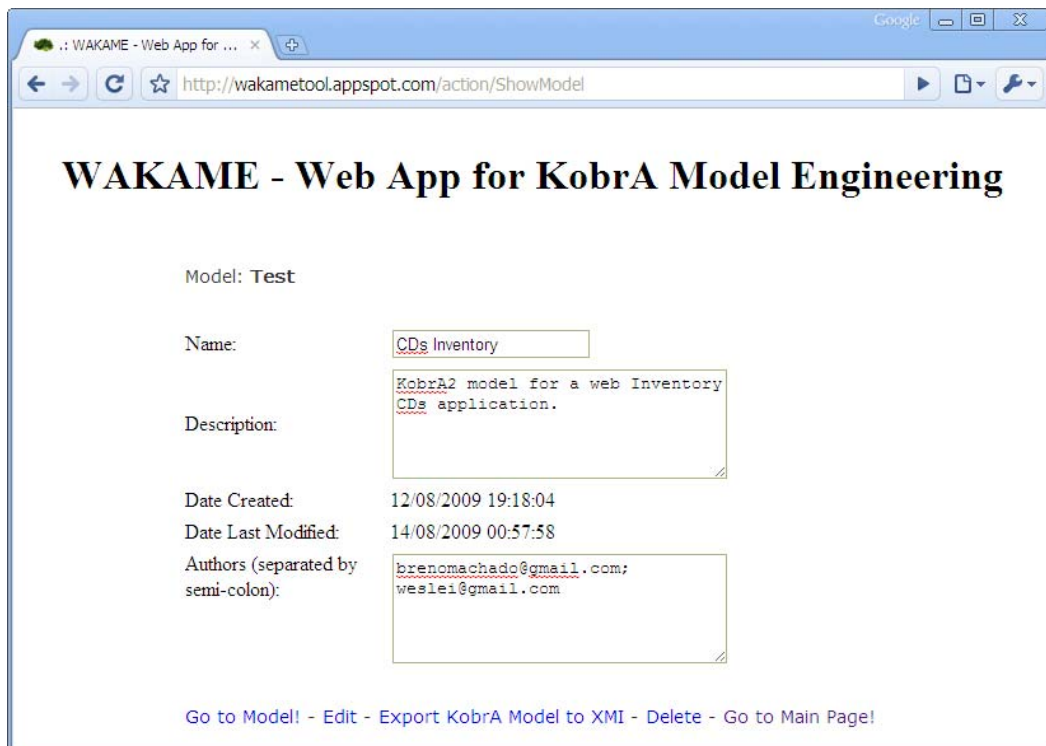 Google
.: WAKAME - Web App for ...
http://wakametool.appspot.com/action/ShowModel
WAKAME - Web App for KobrA Model Engineering
Model: Test
Name: CDs Inventory
Description: KobrA2 model for a web Inventory
CDs application.
Date Created: 12/08/2009 19:18:04
Date Last Modified: 14/08/2009 00:57:58
Authors (separated by semi-colon): brenomachado@gmail.com;
weslei@gmail.com
Go to Model! - Edit - Export KobrA Model to XMI - Delete - Go to Main Page!